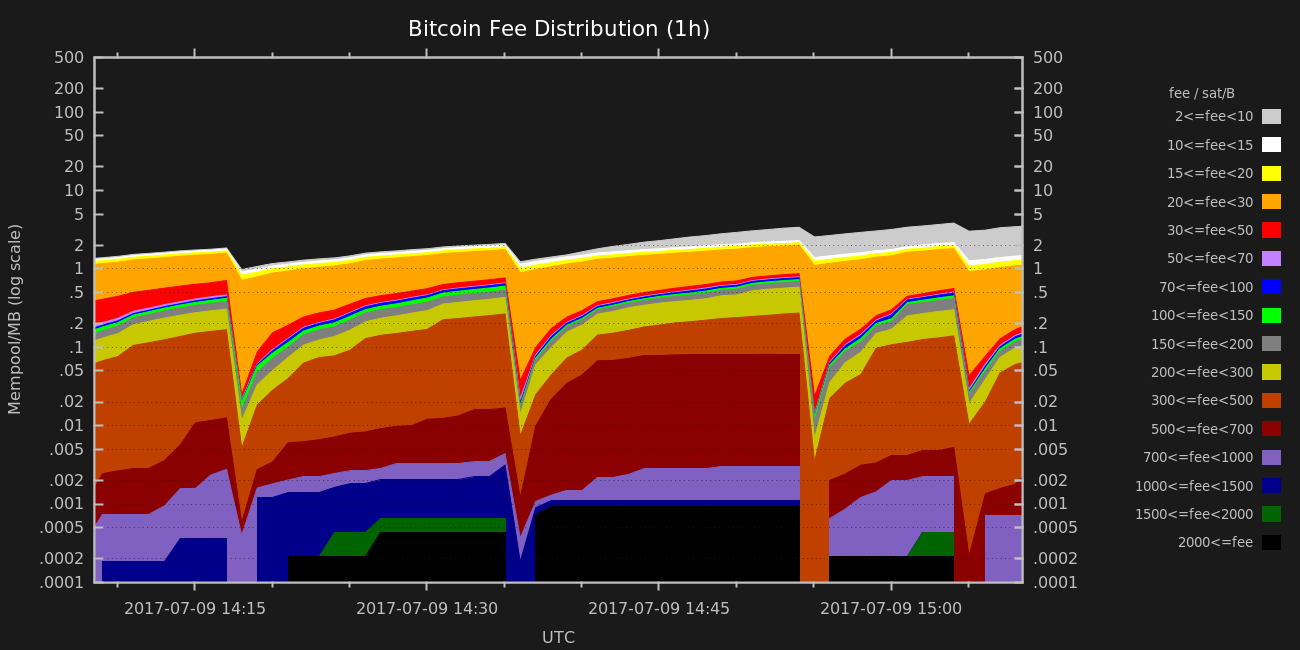 Bitcoin Fee Distribution (1h)
Mempool/MB (log scale)
500
200
100
50
20
10
5
2
1
.5
.2
.1
.05
.02
.01
.005
.002
.001
.0005
.0002
.0001
500
200
100
50
20
10
5
2
1
.5
.2
.1
.05
.02
.01
.005
.002
.001
.0005
.0002
.0001
2017-07-09 14:15
2017-07-09 14:30
2017-07-09 14:45
2017-07-09 15:00
UTC
fee / sat/B
2<=fee<10
10<=fee<15
15<=fee<20
20<=fee<30
30<=fee<50
50<=fee<70
70<=fee<100
100<=fee<150
150<=fee<200
200<=fee<300
300<=fee<500
500<=fee<700
700<=fee<1000
1000<=fee<1500
1500<=fee<2000
2000<=fee